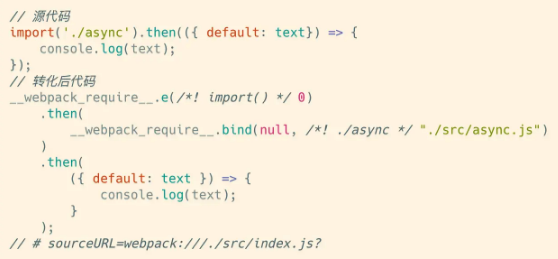 // 源代码
import('./async').then(({ default: text}) => {
    console.log(text);
});
// 转化后代码
__webpack_require__.e(/*! import() */ 0)
    .then(
        __webpack_require__.bind(null, /*! ./async */ "./src/async.js")
    )
    .then(
        ({ default: text }) => {
            console.log(text);
        }
    );
// # sourceURL=webpack:///./src/index.js?